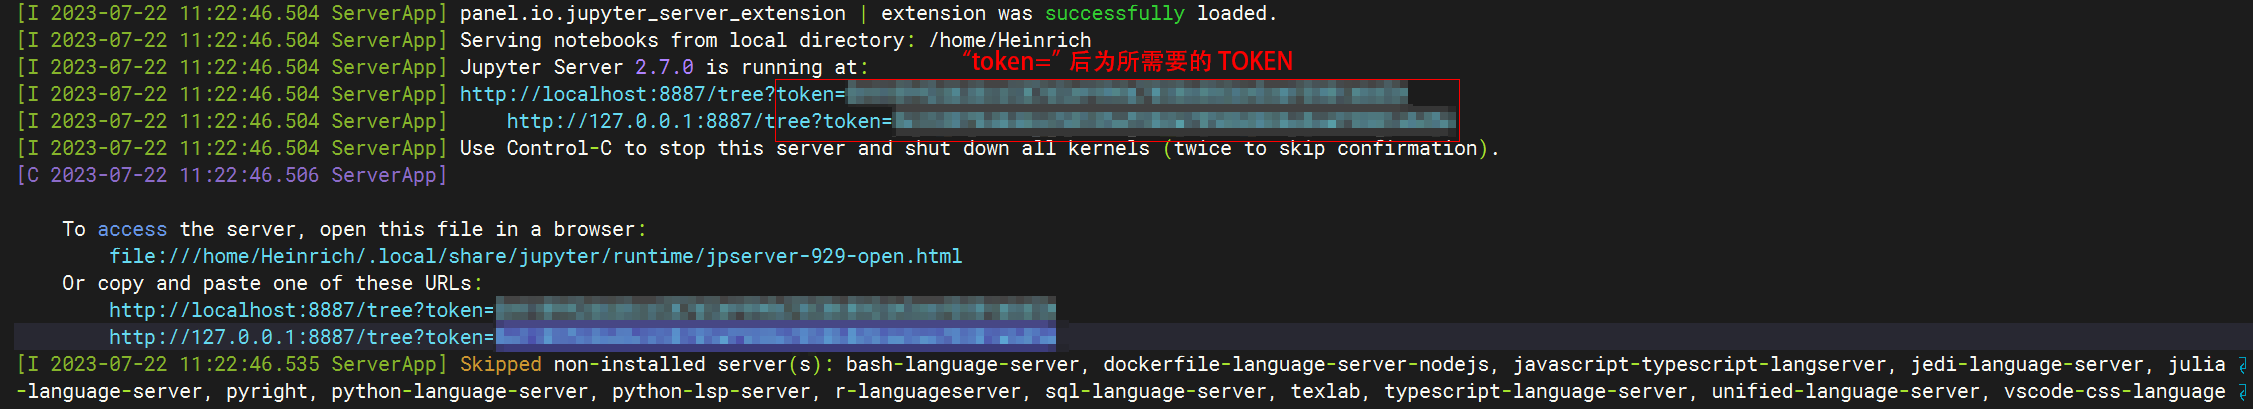 [I 2023-07-22 11:22:46.504 ServerApp] panel.io.jupyter_server_extension | extension was successfully loaded.
[I 2023-07-22 11:22:46.504 ServerApp] Serving notebooks from local directory: /home/Heinrich
“token=” 后为所需要的 TOKEN
[I 2023-07-22 11:22:46.504 ServerApp] Jupyter Server 2.7.0 is running at:
[I 2023-07-22 11:22:46.504 ServerApp] http://localhost:8887/tree?token=
[I 2023-07-22 11:22:46.504 ServerApp]     http://127.0.0.1:8887/tree?token=
[I 2023-07-22 11:22:46.504 ServerApp] Use Control-C to stop this server and shut down all kernels (twice to skip confirmation).
[C 2023-07-22 11:22:46.506 ServerApp]
To access the server, open this file in a browser:
file:///home/Heinrich/.local/share/jupyter/runtime/jpserver-929-open.html
Or copy and paste one of these URLs:
http://localhost:8887/tree?token=
http://127.0.0.1:8887/tree?token=
[I 2023-07-22 11:22:46.535 ServerApp] Skipped non-installed server(s): bash-language-server, dockerfile-language-server-nodejs, javascript-typescript-langserver, jedi-language-server, julia
-language-server, pyright, python-language-server, python-lsp-server, r-languageserver, sql-language-server, texlab, typescript-language-server, unified-language-server, vscode-css-language